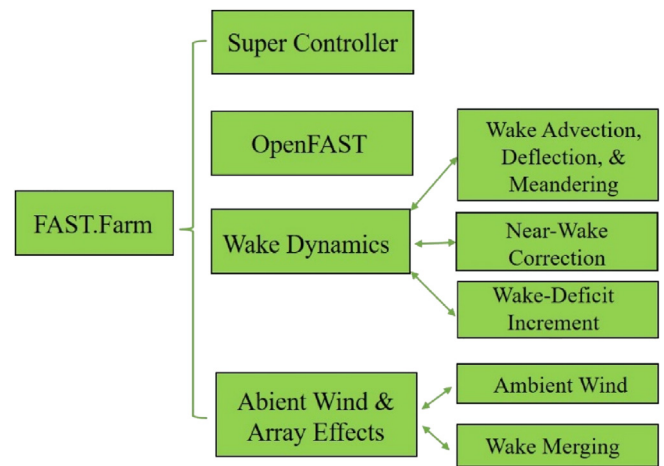 Super Controller
OpenFAST
Wake Advection,
Deflection, &
Meandering
FAST.Farm
Wake Dynamics
Near-Wake
Correction
Wake-Deficit
Increment
Abient Wind &
Array Effects
Ambient Wind
Wake Merging